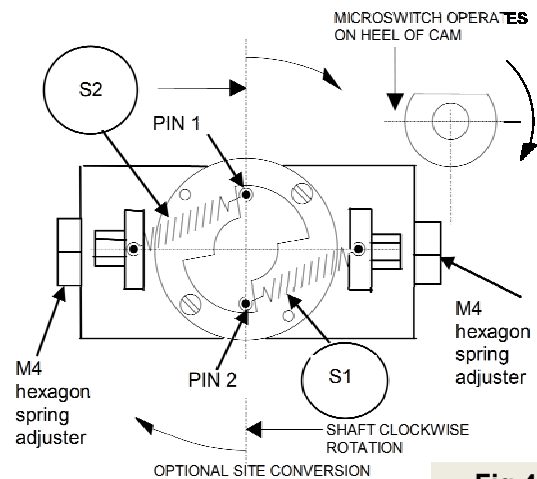 MICROSWITCH OPERATES
ON HEEL OF CAM
S2
PIN 1
M4
hexagon
spring
adjuster
M4
hexagon
spring
adjuster
PIN 2
S1
SHAFT CLOCKWISE
ROTATION
OPTIONAL SITE CONVERSION